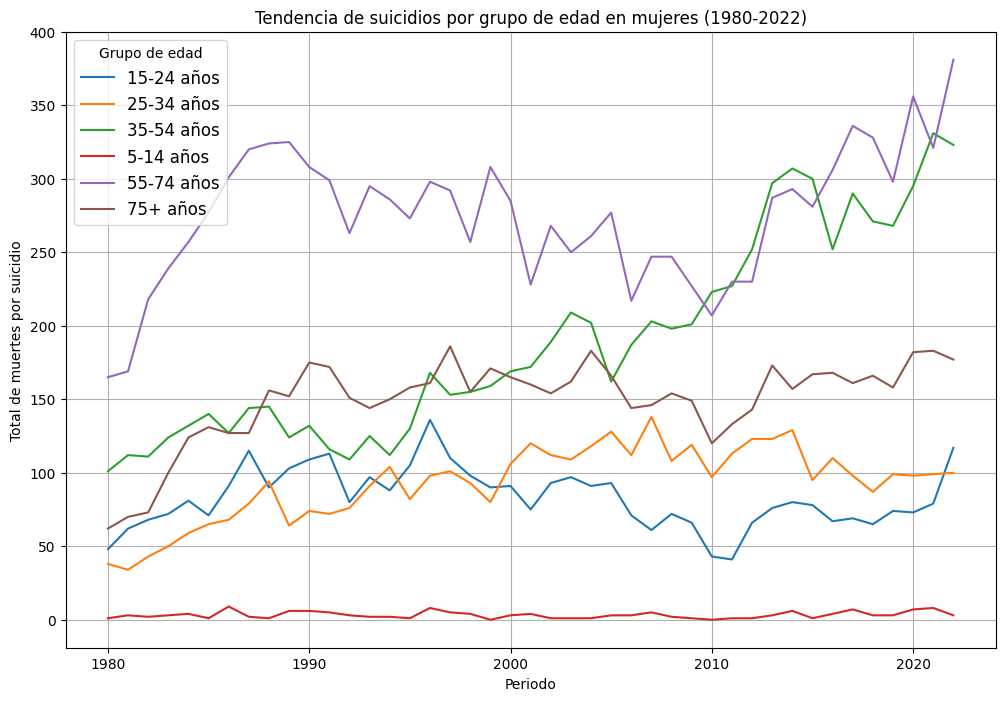 Tendencia de suicidios por grupo de edad en mujeres (1980-2022)
Grupo de edad
15-24 años
25-34 años
35-54 años
5-14 años
55-74 años
75+ años
Total de muertes por suicidio
400
350
300
250
200
150
100
50
0
1980
1990
2000
2010
2020
Periodo